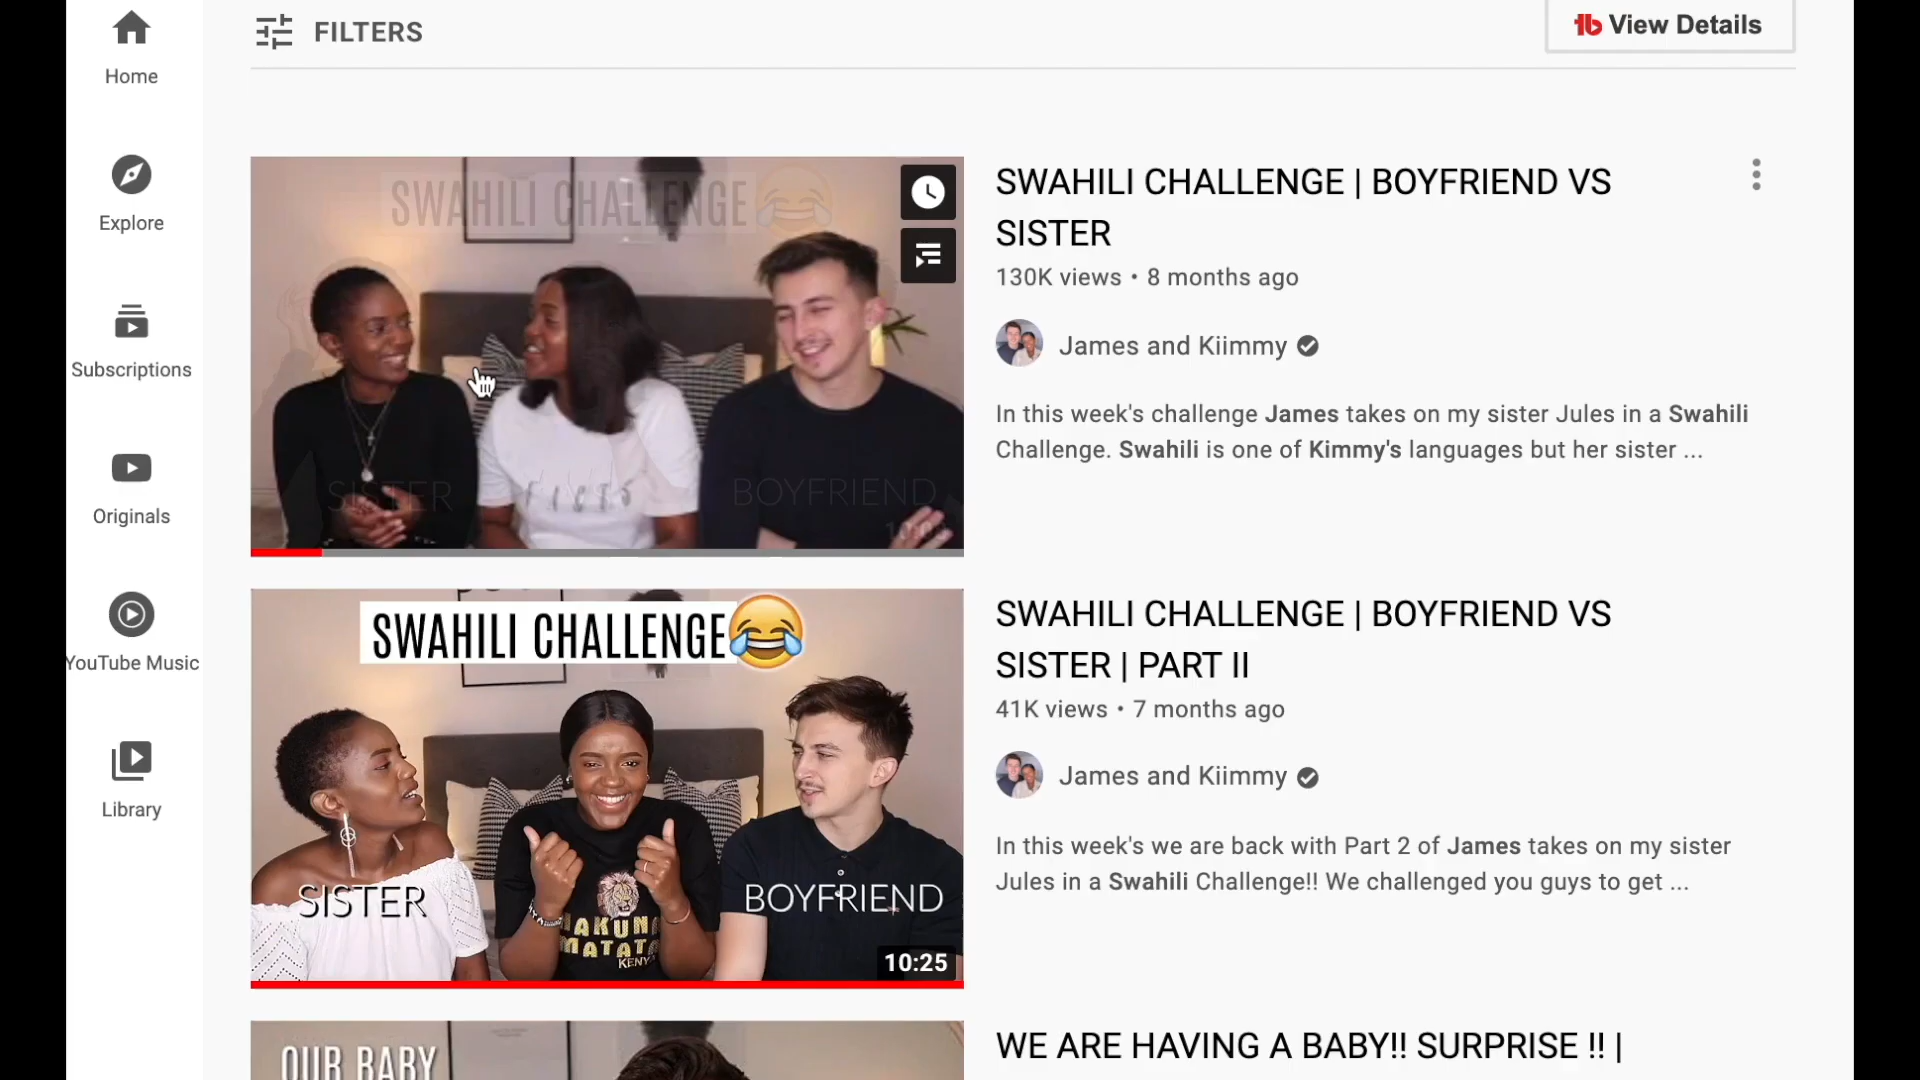 FILTERS
View Details
Home
Explore
Subscriptions
Originals
YouTube Music
Library
SWAHILI CHALLENGE
SISTER
BOYFRIEND
SWAHILI CHALLENGE | BOYFRIEND VS
SISTER
130K views • 8 months ago
James and Kiimmy
In this week's challenge James takes on my sister Jules in a Swahili
Challenge. Swahili is one of Kimmy's languages but her sister ...
SWAHILI CHALLENGE
SISTER
BOYFRIEND
HAKUNA
MATATA
KENYA
10:25
SWAHILI CHALLENGE | BOYFRIEND VS
SISTER | PART II
41K views • 7 months ago
James and Kiimmy
In this week's we are back with Part 2 of James takes on my sister
Jules in a Swahili Challenge!! We challenged you guys to get ...
OUR BABY
WE ARE HAVING A BABY!! SURPRISE !! |